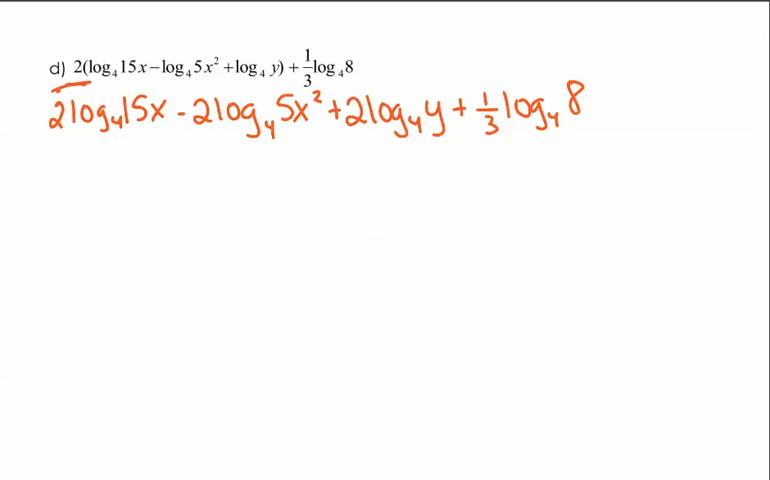 d) 2(log₄15x−log₄5x²+log₄ y) + 1/3 log₄8
2log₄15x - 2log₄5x² + 2log₄y + 1/3 log₄8